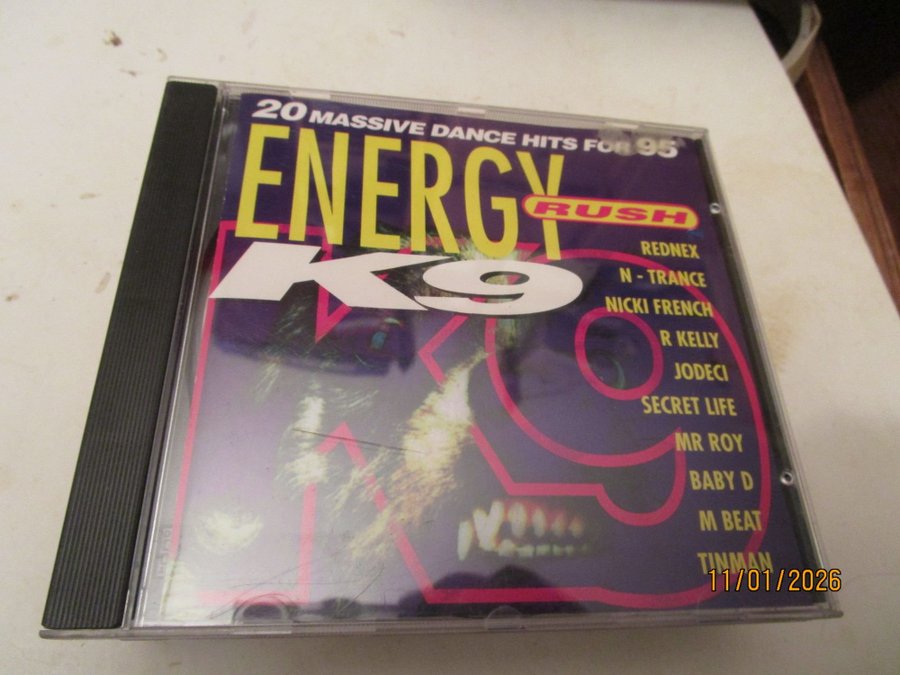 20 MASSIVE DANCE HITS FOR 95
ENERGY
RUSH
K9
REDNEX
N - TRANCE
NICKI FRENCH
R KELLY
JODECI
SECRET LIFE
MR ROY
BABY D
M BEAT
TINMAN
11/01/2026